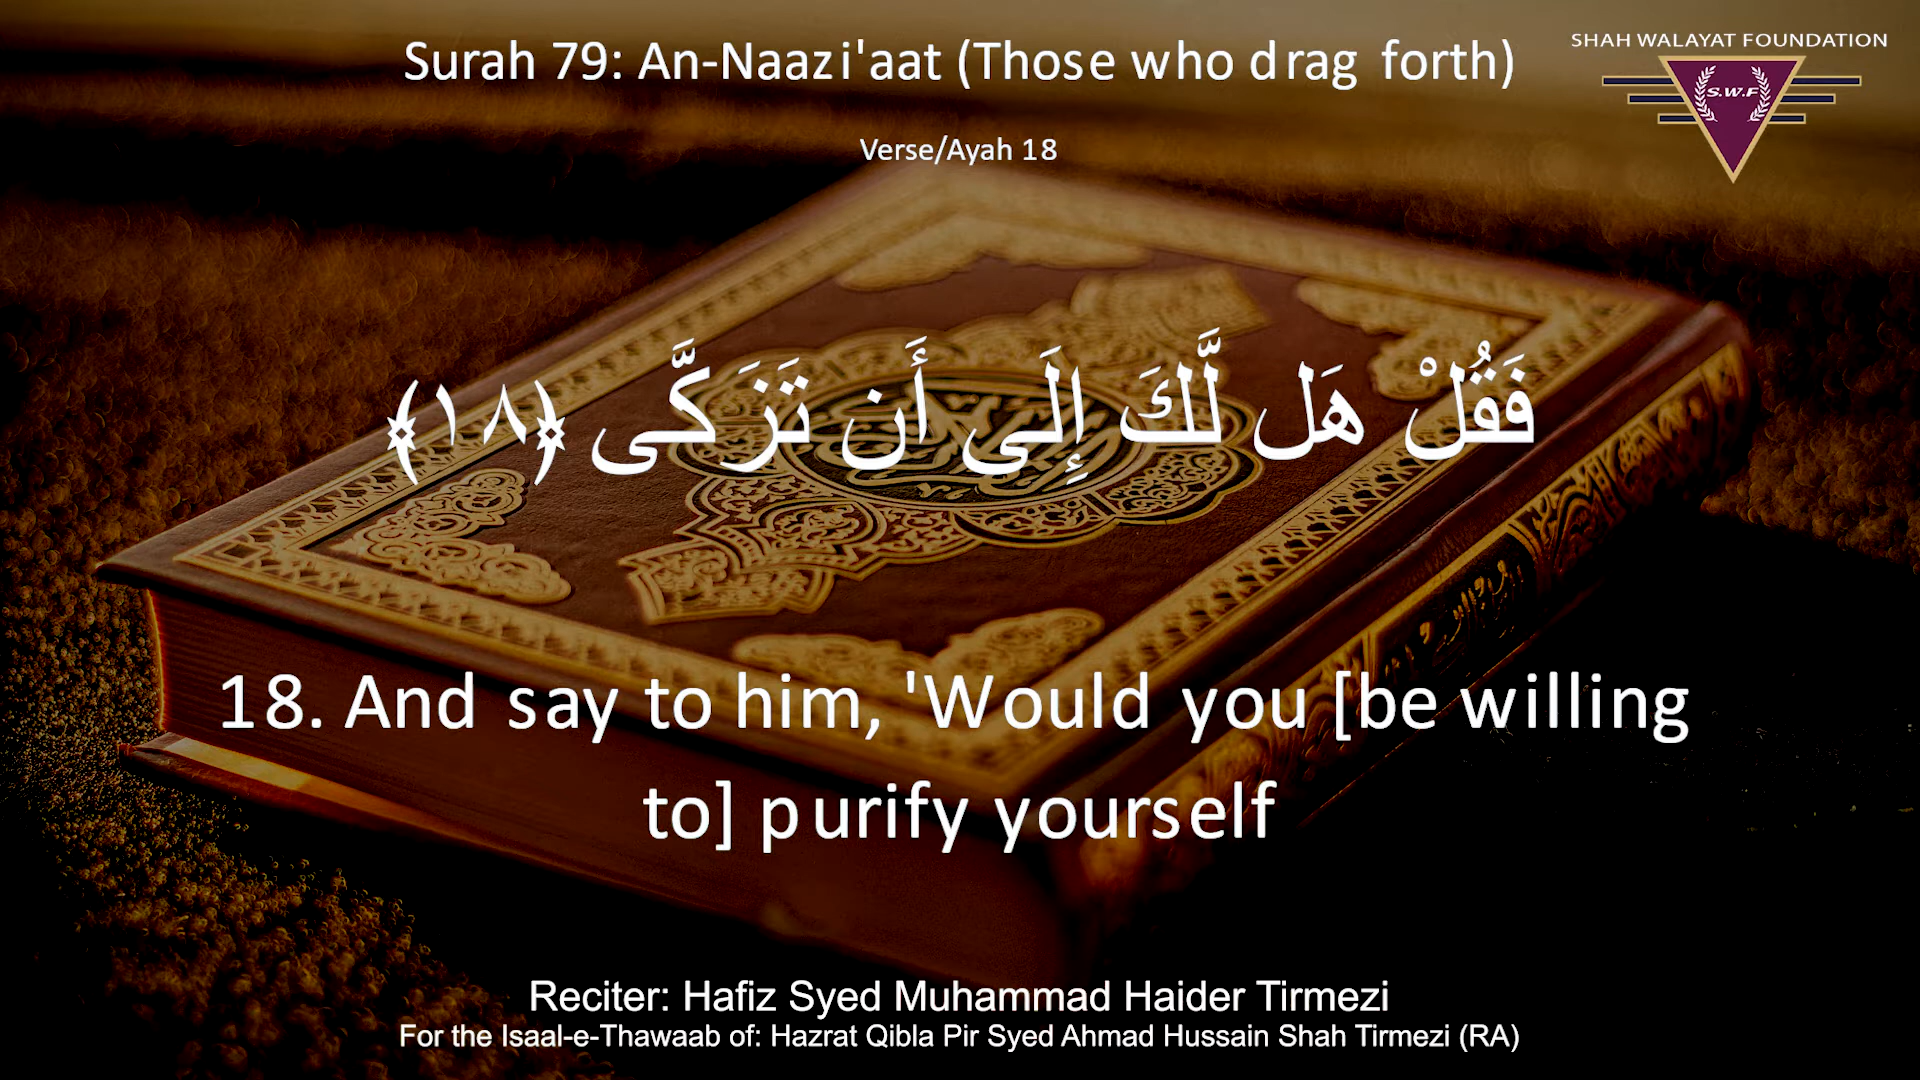 Surah 79: An-Naazi'aat (Those who drag forth)
SHAH WALAYAT FOUNDATION
S.W.F
Verse/Ayah 18
فَقُلْ هَل لَّكَ إِلَى أَن تَزَكَّى ﴿١٨﴾
18. And say to him, 'Would you [be willing
to] purify yourself
Reciter: Hafiz Syed Muhammad Haider Tirmezi
For the Isaal-e-Thawaab of: Hazrat Qibla Pir Syed Ahmad Hussain Shah Tirmezi (RA)